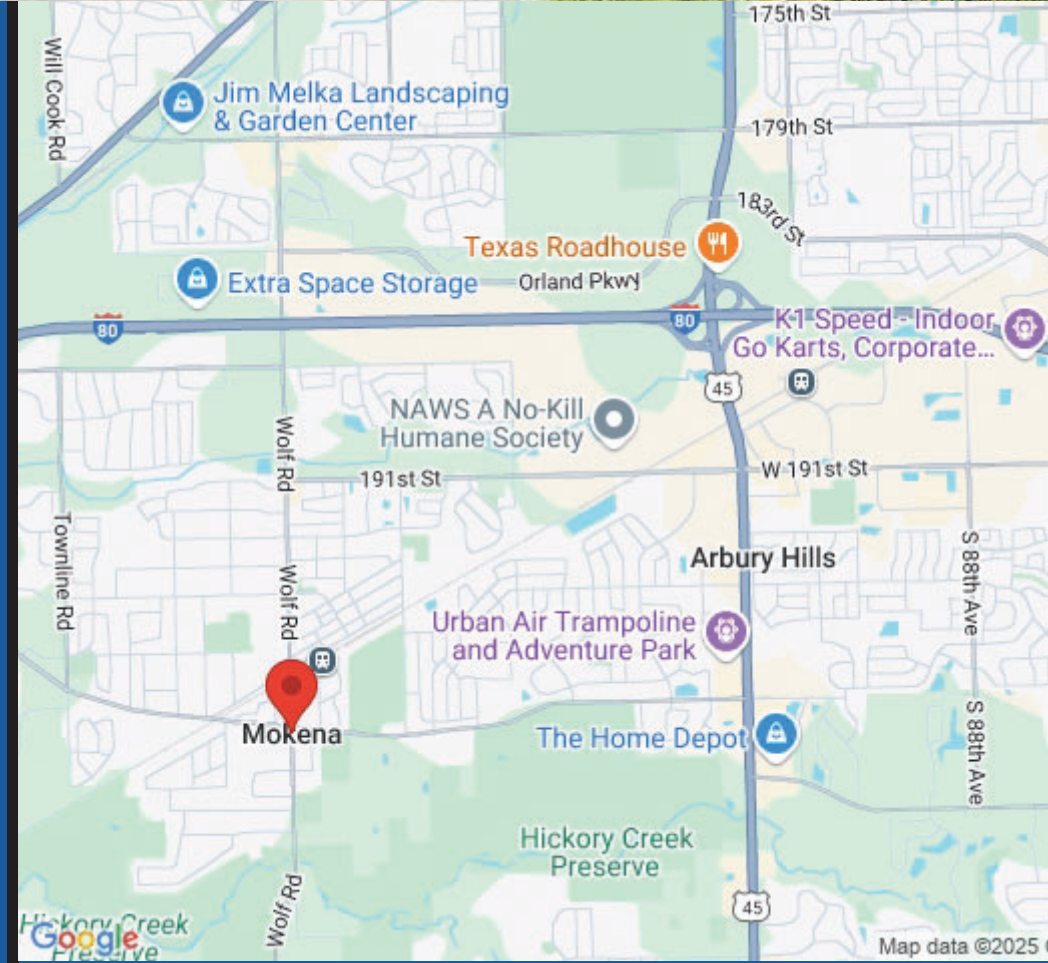 175th St
Will Cook Rd
Jim Melka Landscaping
& Garden Center
179th St
183rd St
Texas Roadhouse
Extra Space Storage
Orland Pkwy
80
80
K1 Speed - Indoor
Go Karts, Corporate...
45
NAWS A No-Kill
Humane Society
Wolf Rd
191st St
W 191st St
Townline Rd
Arbury Hills
S 88th Ave
Wolf Rd
Urban Air Trampoline
and Adventure Park
Mokena
The Home Depot
S 88th Ave
Hickory Creek
Preserve
Wolf Rd
45
Hickory Creek
Preserve
Google
Map data ©2025